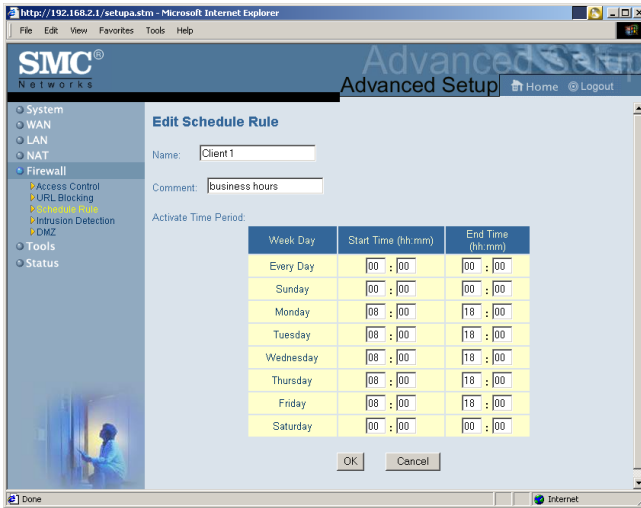 http://192.168.2.1/setupa.stm - Microsoft Internet Explorer
File Edit View Favorites Tools Help
SMC®
Networks
Advanced Setup
Advanced Setup
Home Logout
System
WAN
LAN
NAT
Firewall
Access Control
URL Blocking
Schedule Rule
Intrusion Detection
DMZ
Tools
Status
Edit Schedule Rule
Name: Client 1
Comment: business hours
Activate Time Period:
Week Day Start Time (hh:mm) End Time (hh:mm)
Every Day 00 : 00 00 : 00
Sunday 00 : 00 00 : 00
Monday 08 : 00 18 : 00
Tuesday 08 : 00 18 : 00
Wednesday 08 : 00 18 : 00
Thursday 08 : 00 18 : 00
Friday 08 : 00 18 : 00
Saturday 00 : 00 00 : 00
OK Cancel
Done Internet